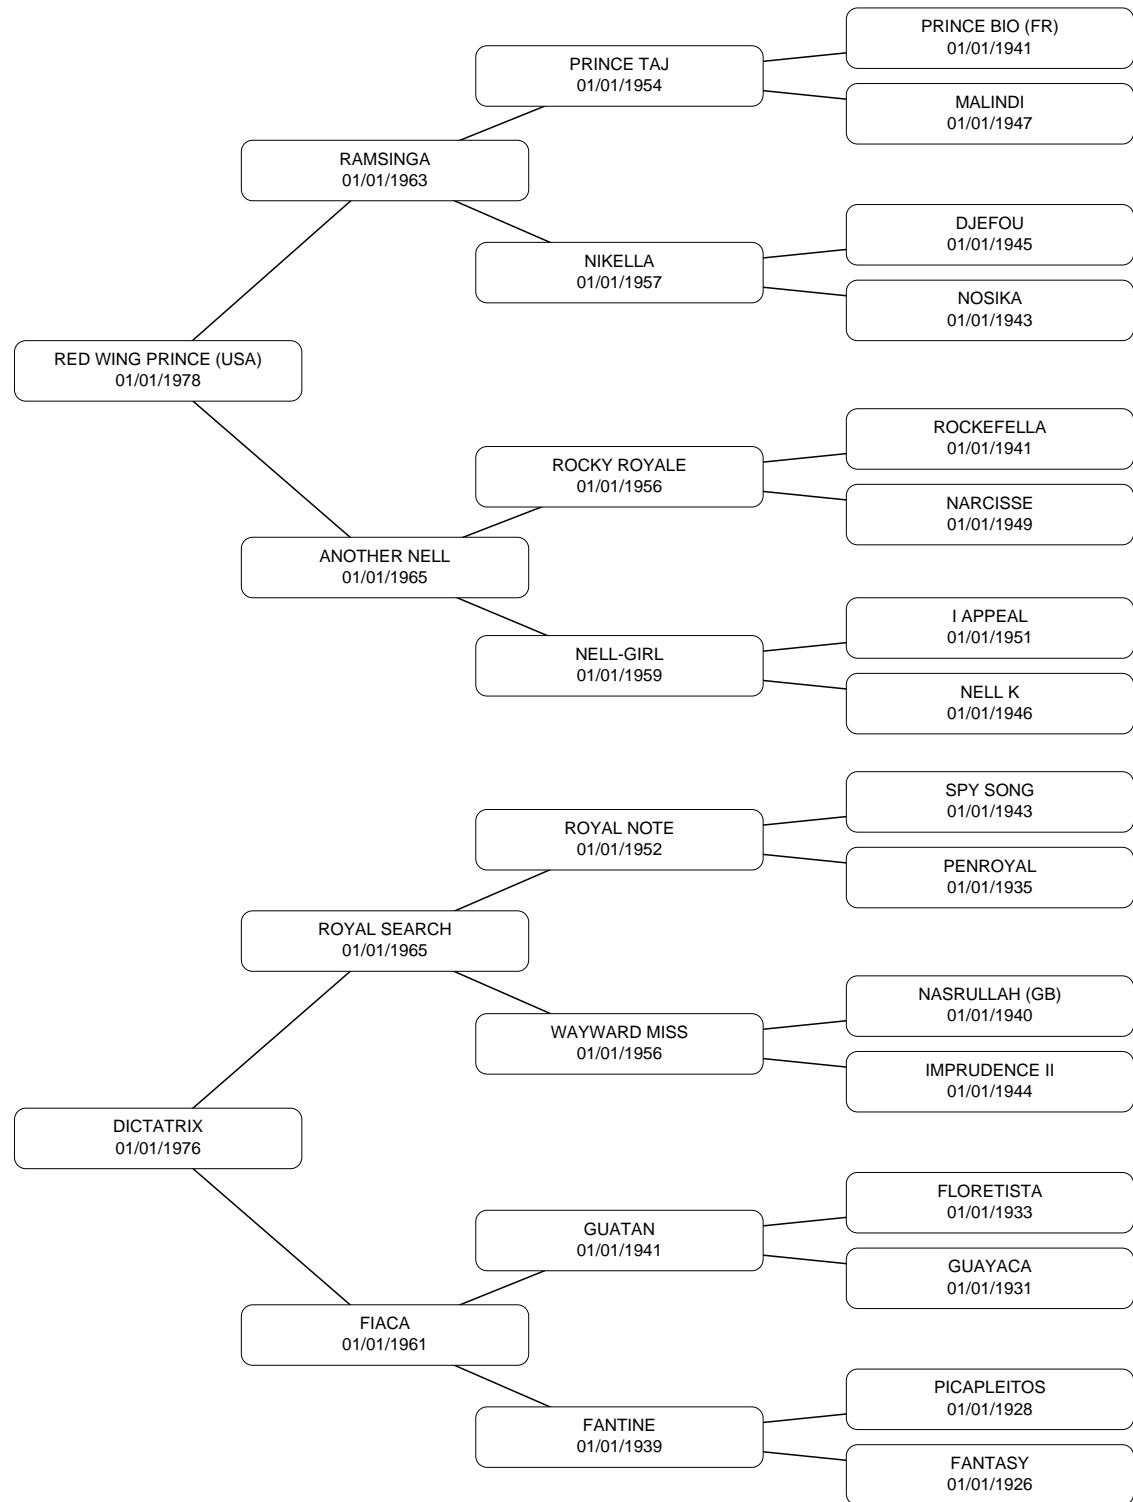 PRINCE BIO (FR)
01/01/1941
PRINCE TAJ
01/01/1954
MALINDI
01/01/1947
RAMSINGA
01/01/1963
DJEFOU
01/01/1945
NIKELLA
01/01/1957
NOSIKA
01/01/1943
RED WING PRINCE (USA)
01/01/1978
ROCKEFELLA
01/01/1941
ROCKY ROYALE
01/01/1956
NARCISSE
01/01/1949
ANOTHER NELL
01/01/1965
I APPEAL
01/01/1951
NELL-GIRL
01/01/1959
NELL K
01/01/1946
SPY SONG
01/01/1943
ROYAL NOTE
01/01/1952
PENROYAL
01/01/1935
ROYAL SEARCH
01/01/1965
NASRULLAH (GB)
01/01/1940
WAYWARD MISS
01/01/1956
IMPRUDENCE II
01/01/1944
DICTATRIX
01/01/1976
FLORETISTA
01/01/1933
GUATAN
01/01/1941
GUAYACA
01/01/1931
FIACA
01/01/1961
PICAPLEITOS
01/01/1928
FANTINE
01/01/1939
FANTASY
01/01/1926